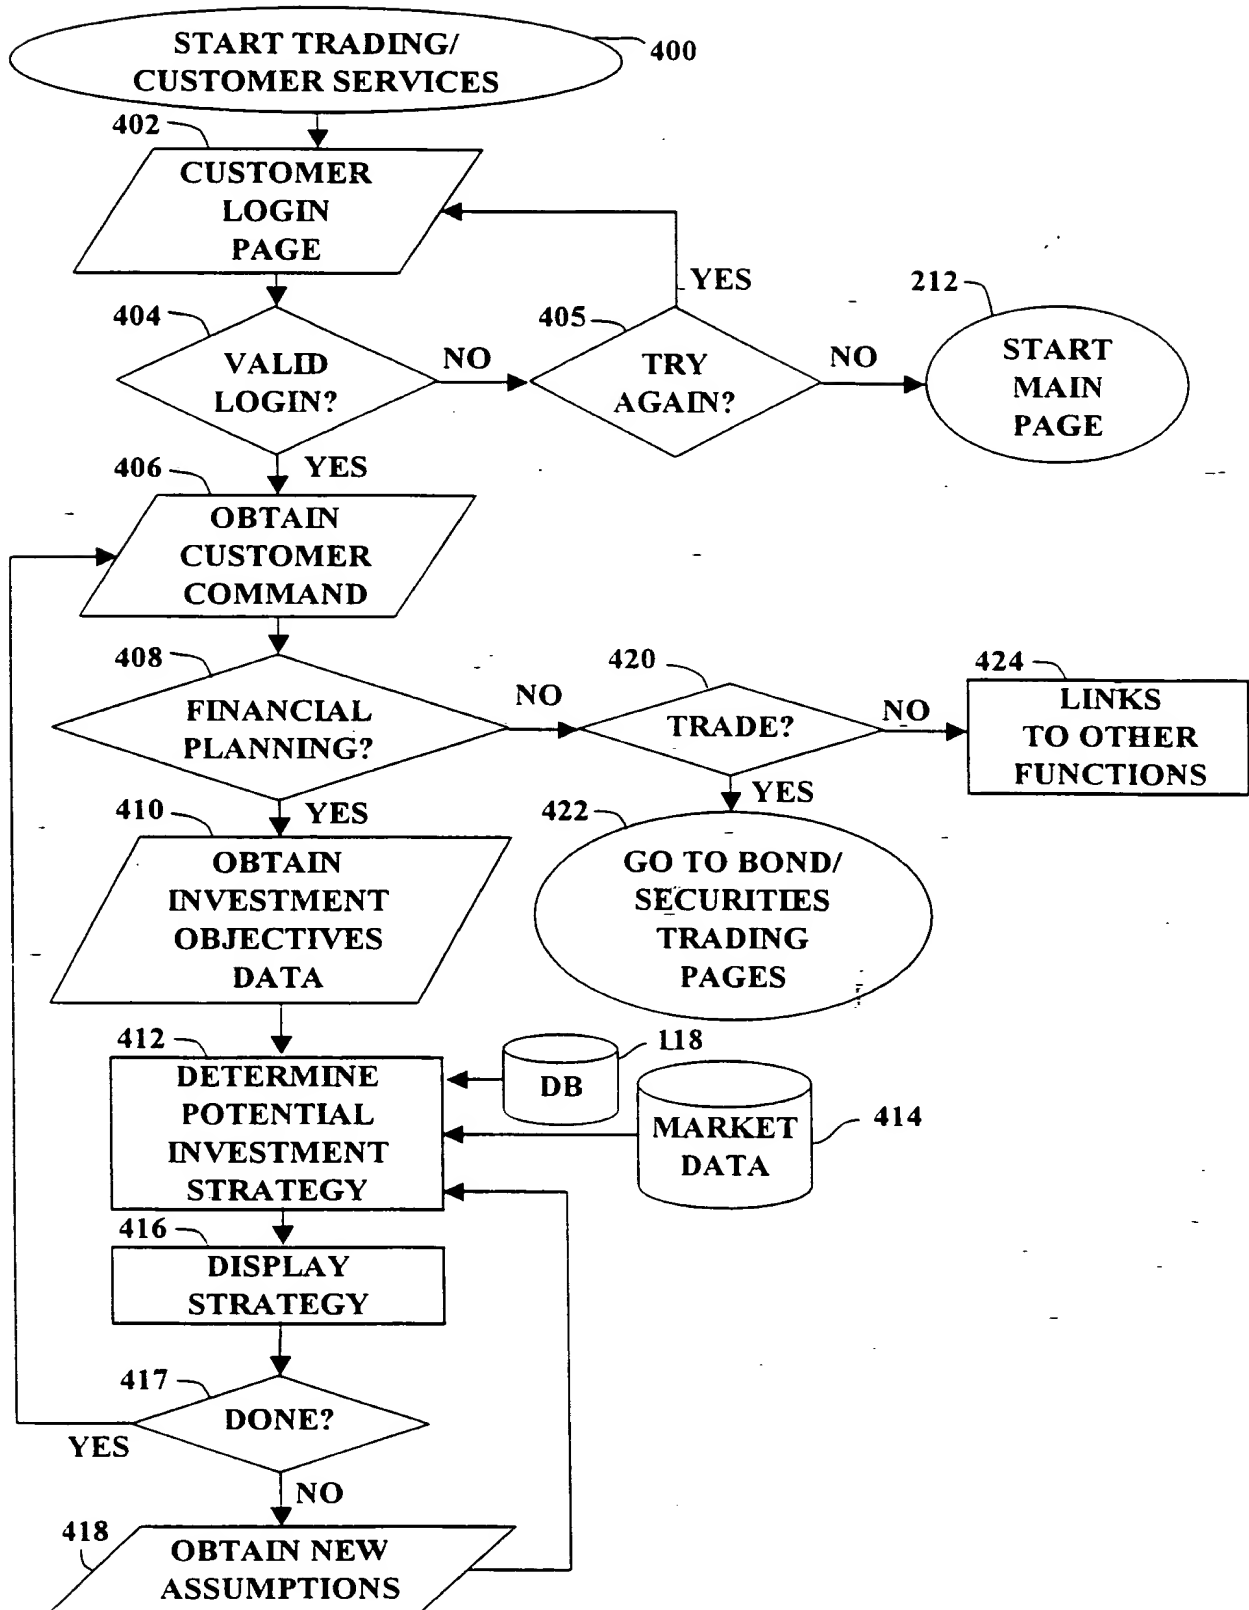 START TRADING/
CUSTOMER SERVICES
400
402
CUSTOMER
LOGIN
PAGE
YES
404
VALID
LOGIN?
NO
405
TRY
AGAIN?
NO
212
START
MAIN
PAGE
YES
406
OBTAIN
CUSTOMER
COMMAND
408
FINANCIAL
PLANNING?
NO
420
TRADE?
NO
424
LINKS
TO OTHER
FUNCTIONS
YES
YES
410
OBTAIN
INVESTMENT
OBJECTIVES
DATA
422
GO TO BOND/
SECURITIES
TRADING
PAGES
412
DETERMINE
POTENTIAL
INVESTMENT
STRATEGY
DB
118
MARKET
DATA
414
416
DISPLAY
STRATEGY
417
DONE?
YES
NO
418
OBTAIN NEW
ASSUMPTIONS